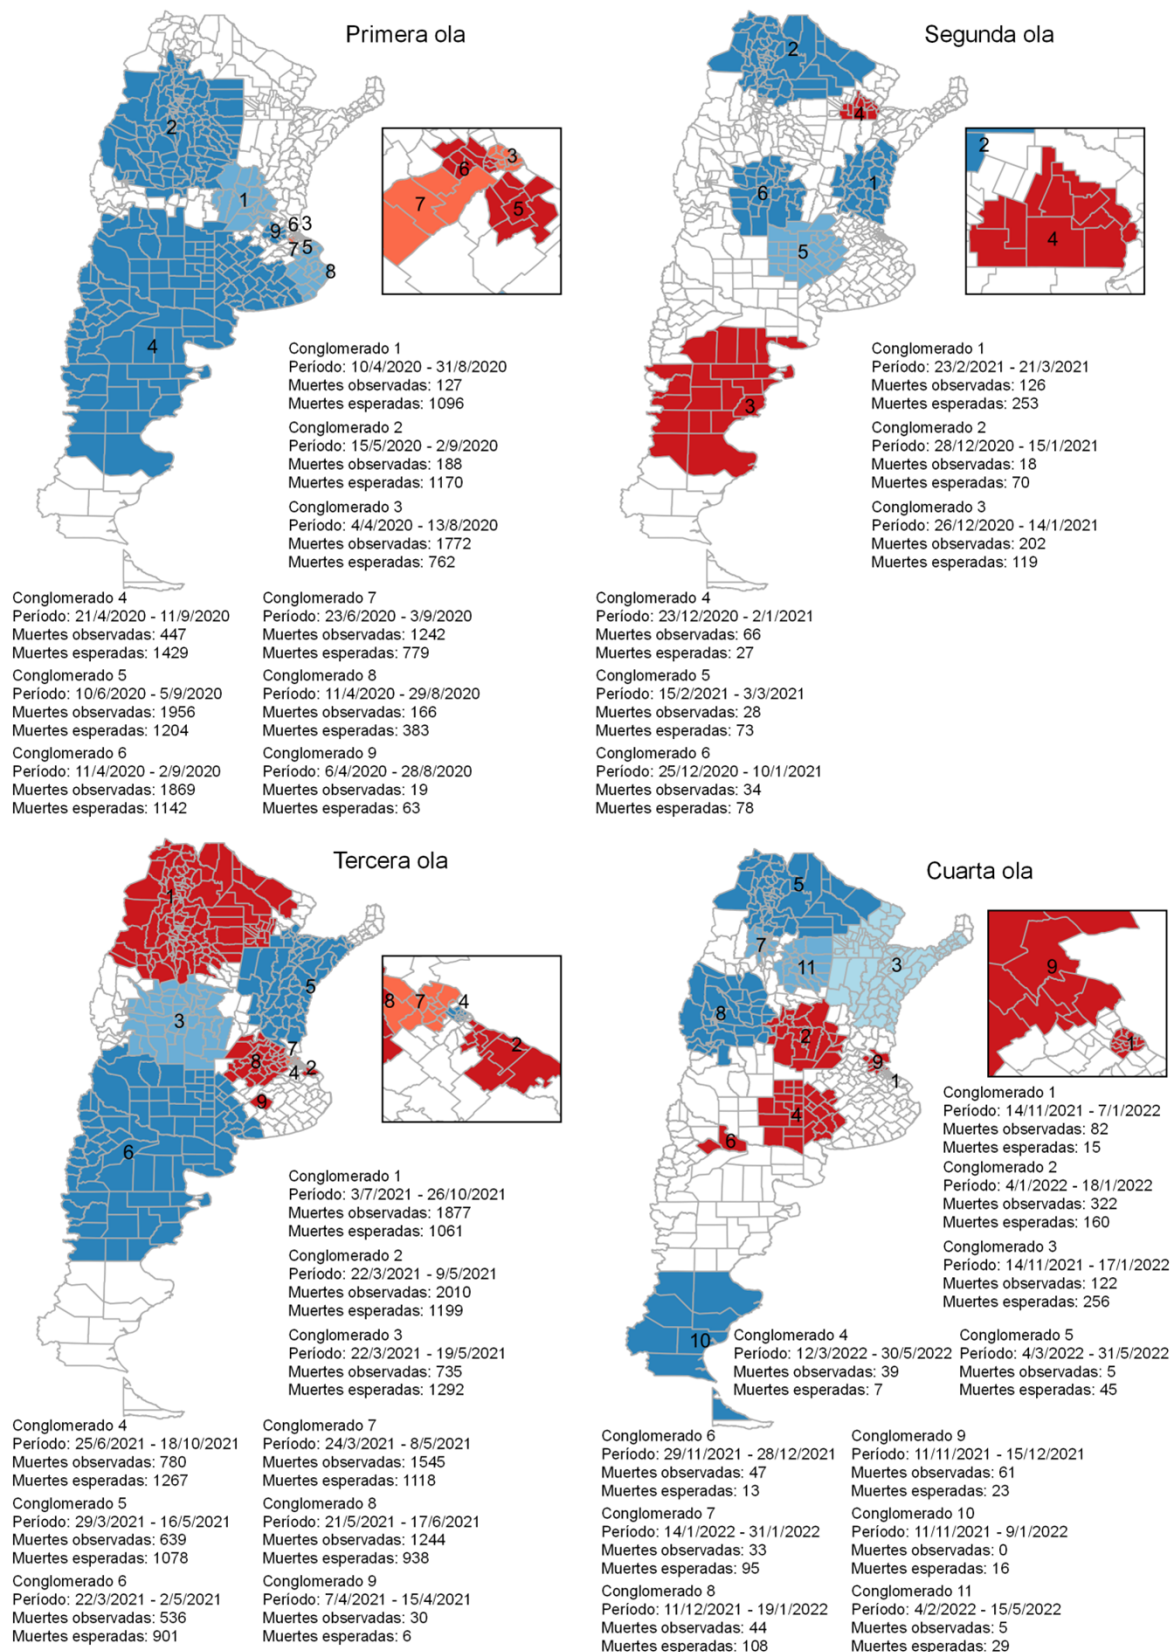 Primera ola
2
1
9
6
3
7
5
8
4
3
6
7
5
Conglomerado 1
Período: 10/4/2020 - 31/8/2020
Muertes observadas: 127
Muertes esperadas: 1096
Conglomerado 2
Período: 15/5/2020 - 2/9/2020
Muertes observadas: 188
Muertes esperadas: 1170
Conglomerado 3
Período: 4/4/2020 - 13/8/2020
Muertes observadas: 1772
Muertes esperadas: 762
Conglomerado 4
Período: 21/4/2020 - 11/9/2020
Muertes observadas: 447
Muertes esperadas: 1429
Conglomerado 5
Período: 10/6/2020 - 5/9/2020
Muertes observadas: 1956
Muertes esperadas: 1204
Conglomerado 6
Período: 11/4/2020 - 2/9/2020
Muertes observadas: 1869
Muertes esperadas: 1142
Conglomerado 7
Período: 23/6/2020 - 3/9/2020
Muertes observadas: 1242
Muertes esperadas: 779
Conglomerado 8
Período: 11/4/2020 - 29/8/2020
Muertes observadas: 166
Muertes esperadas: 383
Conglomerado 9
Período: 6/4/2020 - 28/8/2020
Muertes observadas: 19
Muertes esperadas: 63
Segunda ola
2
4
1
6
5
3
2
4
Conglomerado 1
Período: 23/2/2021 - 21/3/2021
Muertes observadas: 126
Muertes esperadas: 253
Conglomerado 2
Período: 28/12/2020 - 15/1/2021
Muertes observadas: 18
Muertes esperadas: 70
Conglomerado 3
Período: 26/12/2020 - 14/1/2021
Muertes observadas: 202
Muertes esperadas: 119
Conglomerado 4
Período: 23/12/2020 - 2/1/2021
Muertes observadas: 66
Muertes esperadas: 27
Conglomerado 5
Período: 15/2/2021 - 3/3/2021
Muertes observadas: 28
Muertes esperadas: 73
Conglomerado 6
Período: 25/12/2020 - 10/1/2021
Muertes observadas: 34
Muertes esperadas: 78
Tercera ola
1
5
3
7
8
4
2
9
6
8
7
4
2
Conglomerado 1
Período: 3/7/2021 - 26/10/2021
Muertes observadas: 1877
Muertes esperadas: 1061
Conglomerado 2
Período: 22/3/2021 - 9/5/2021
Muertes observadas: 2010
Muertes esperadas: 1199
Conglomerado 3
Período: 22/3/2021 - 19/5/2021
Muertes observadas: 735
Muertes esperadas: 1292
Conglomerado 4
Período: 25/6/2021 - 18/10/2021
Muertes observadas: 780
Muertes esperadas: 1267
Conglomerado 5
Período: 29/3/2021 - 16/5/2021
Muertes observadas: 639
Muertes esperadas: 1078
Conglomerado 6
Período: 22/3/2021 - 2/5/2021
Muertes observadas: 536
Muertes esperadas: 901
Conglomerado 7
Período: 24/3/2021 - 8/5/2021
Muertes observadas: 1545
Muertes esperadas: 1118
Conglomerado 8
Período: 21/5/2021 - 17/6/2021
Muertes observadas: 1244
Muertes esperadas: 938
Conglomerado 9
Período: 7/4/2021 - 15/4/2021
Muertes observadas: 30
Muertes esperadas: 6
Cuarta ola
5
7
11
3
8
2
9
1
4
6
10
9
1
Conglomerado 1
Período: 14/11/2021 - 7/1/2022
Muertes observadas: 82
Muertes esperadas: 15
Conglomerado 2
Período: 4/1/2022 - 18/1/2022
Muertes observadas: 322
Muertes esperadas: 160
Conglomerado 3
Período: 14/11/2021 - 17/1/2022
Muertes observadas: 122
Muertes esperadas: 256
Conglomerado 4
Período: 12/3/2022 - 30/5/2022
Muertes observadas: 39
Muertes esperadas: 7
Conglomerado 5
Período: 4/3/2022 - 31/5/2022
Muertes observadas: 5
Muertes esperadas: 45
Conglomerado 6
Período: 29/11/2021 - 28/12/2021
Muertes observadas: 47
Muertes esperadas: 13
Conglomerado 7
Período: 14/1/2022 - 31/1/2022
Muertes observadas: 33
Muertes esperadas: 95
Conglomerado 8
Período: 11/12/2021 - 19/1/2022
Muertes observadas: 44
Muertes esperadas: 108
Conglomerado 9
Período: 11/11/2021 - 15/12/2021
Muertes observadas: 61
Muertes esperadas: 23
Conglomerado 10
Período: 11/11/2021 - 9/1/2022
Muertes observadas: 0
Muertes esperadas: 16
Conglomerado 11
Período: 4/2/2022 - 15/5/2022
Muertes observadas: 5
Muertes esperadas: 29